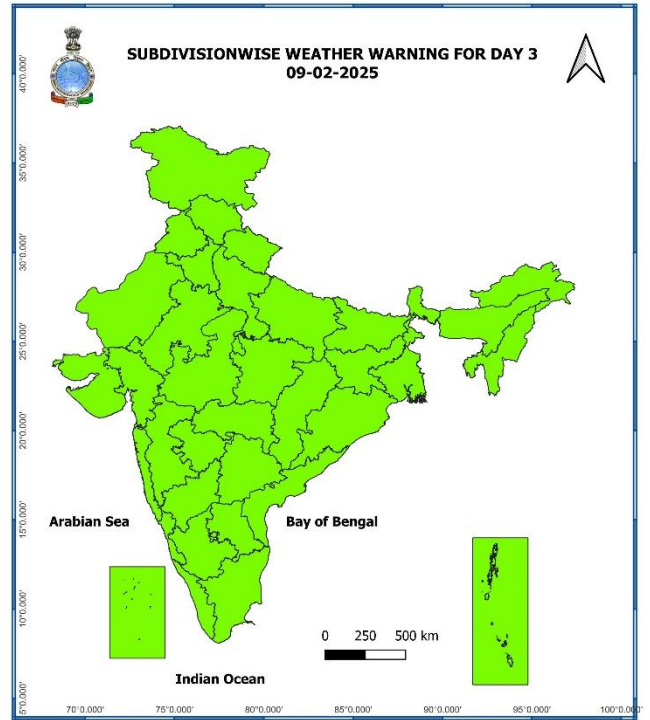 SUBDIVISIONWISE WEATHER WARNING FOR DAY 3
09-02-2025
40°0.000'
35°0.000'
30°0.000'
25°0.000'
20°0.000'
15°0.000'
10°0.000'
5°0.000'
Arabian Sea
Bay of Bengal
0 250 500 km
Indian Ocean
70°0.000' 75°0.000' 80°0.000' 85°0.000' 90°0.000' 95°0.000' 100°0.000'